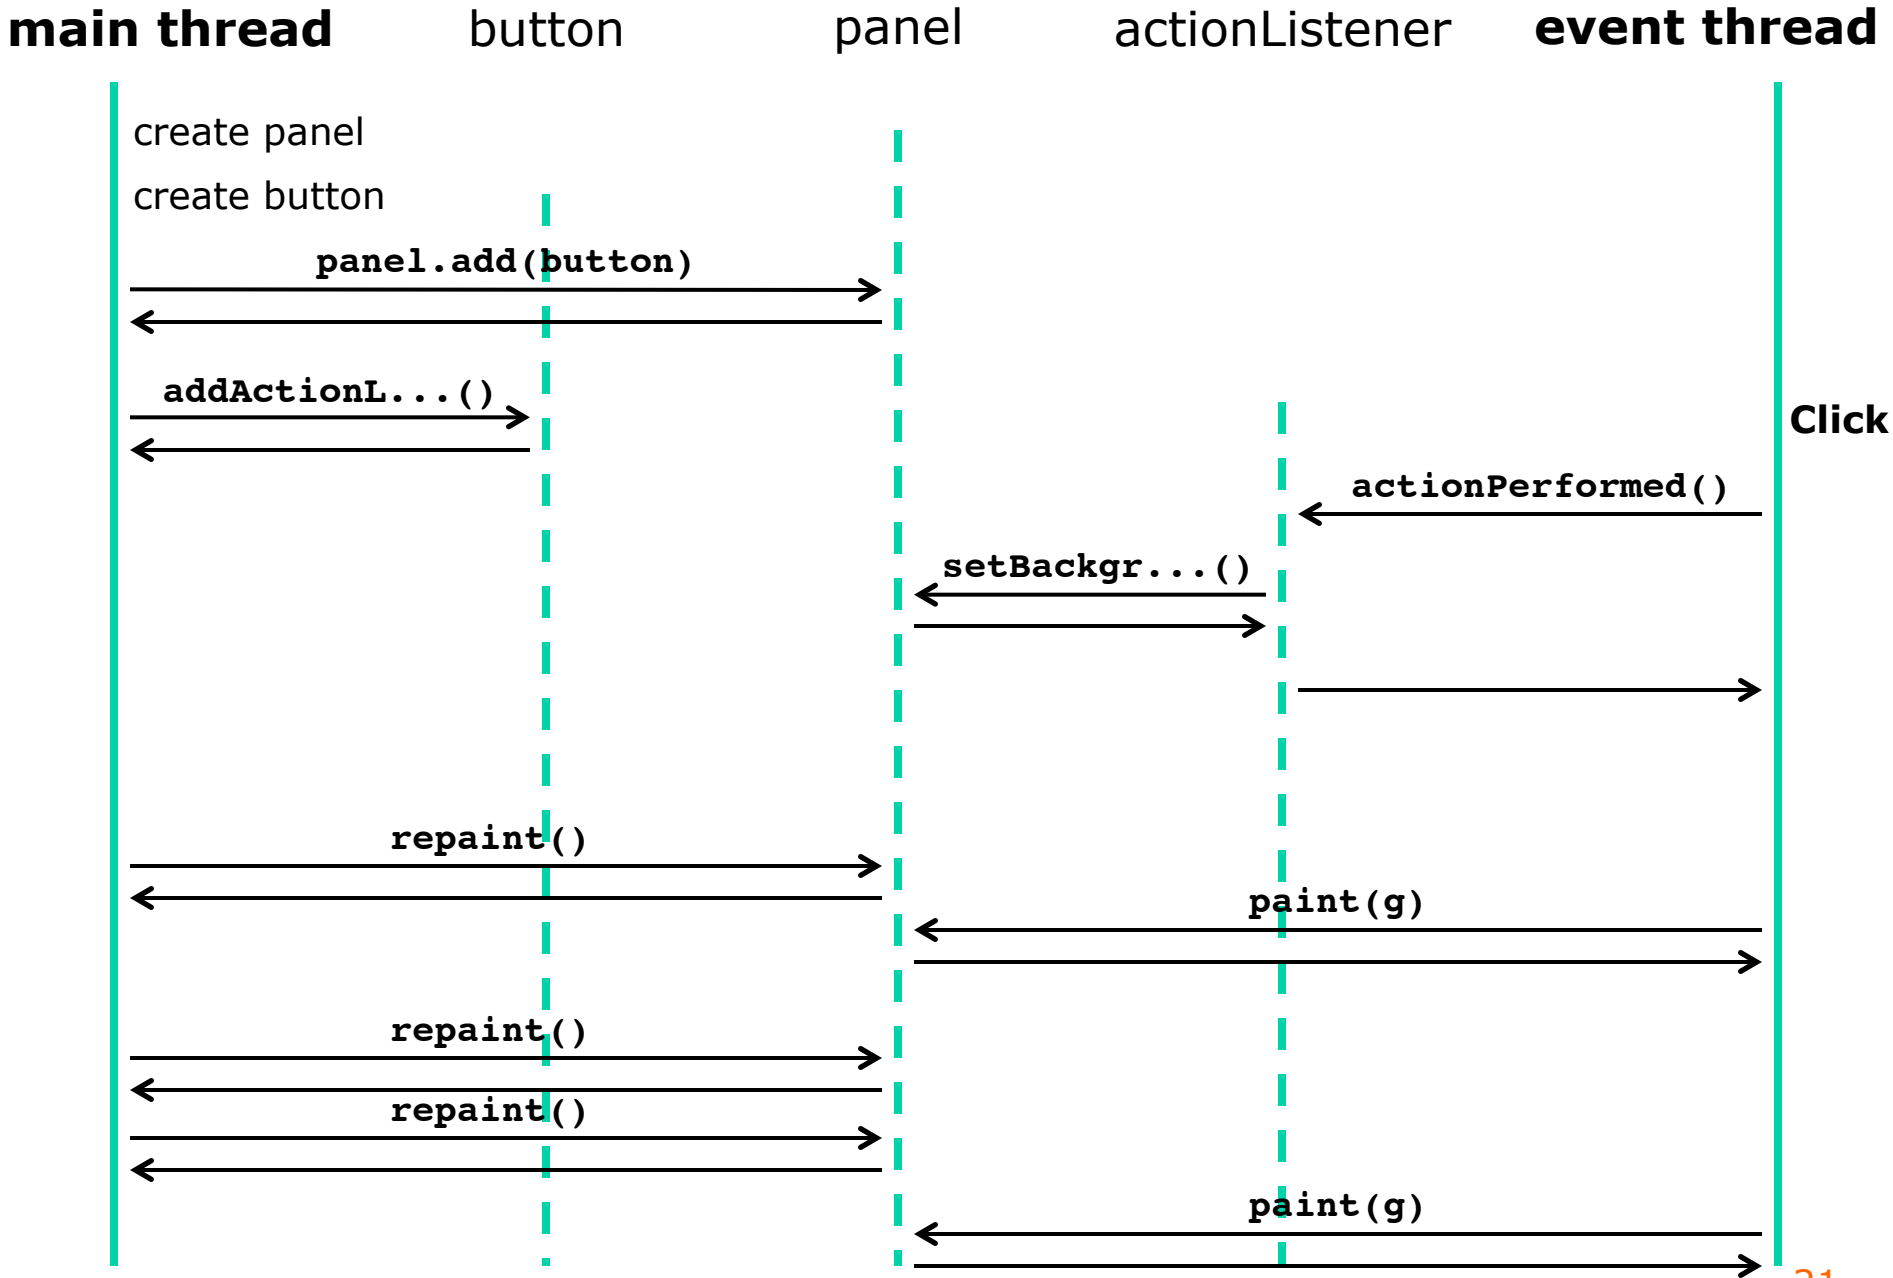 main thread button panel actionListener event thread
create panel
create button
panel.add(button)
addActionL...()
Click
actionPerformed()
setBackgr...()
repaint()
paint(g)
repaint()
repaint()
paint(g)